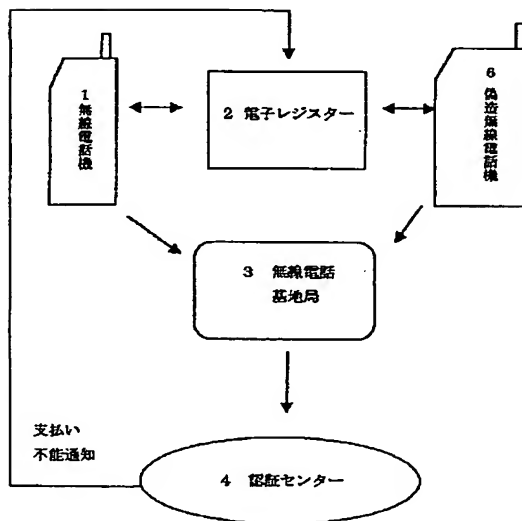 1 無線電話機
2 電子レジスター
6 偽造無線電話機
3 無線電話
基地局
支払い
不能通知
4 認証センター